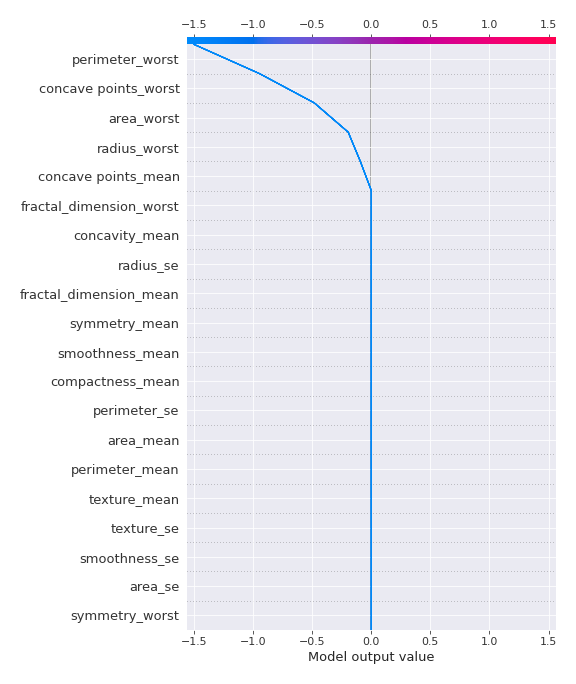 −1.5 −1.0 −0.5 0.0 0.5 1.0 1.5
perimeter_worst
concave points_worst
area_worst
radius_worst
concave points_mean
fractal_dimension_worst
concavity_mean
radius_se
fractal_dimension_mean
symmetry_mean
smoothness_mean
compactness_mean
perimeter_se
area_mean
perimeter_mean
texture_mean
texture_se
smoothness_se
area_se
symmetry_worst
−1.5 −1.0 −0.5 0.0 0.5 1.0 1.5
Model output value